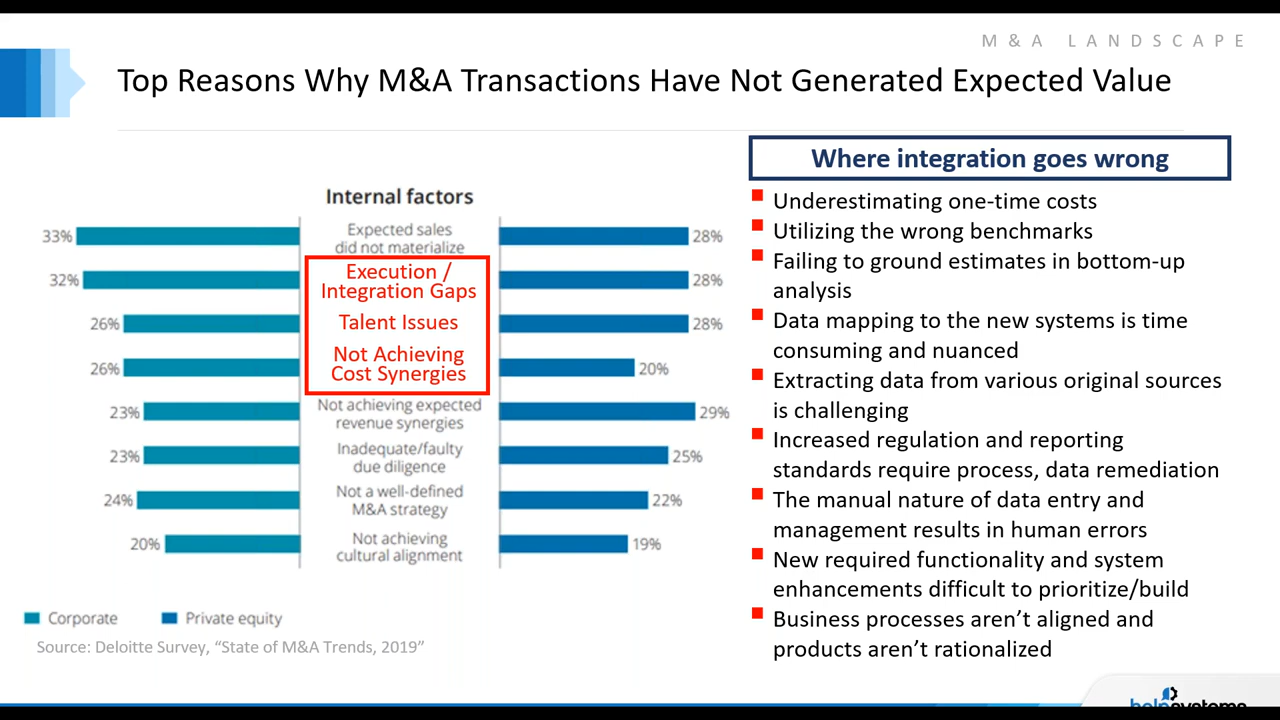 M&A LANDSCAPE
Top Reasons Why M&A Transactions Have Not Generated Expected Value
Internal factors
33%
Expected sales
did not materialize
28%
32%
Execution /
Integration Gaps
28%
26%
Talent Issues
28%
26%
Not Achieving
Cost Synergies
20%
23%
Not achieving expected
revenue synergies
29%
23%
Inadequate/faulty
due diligence
25%
24%
Not a well-defined
M&A strategy
22%
20%
Not achieving
cultural alignment
19%
Corporate
Private equity
Source: Deloitte Survey, “State of M&A Trends, 2019”
Where integration goes wrong
Underestimating one-time costs
Utilizing the wrong benchmarks
Failing to ground estimates in bottom-up
analysis
Data mapping to the new systems is time
consuming and nuanced
Extracting data from various original sources
is challenging
Increased regulation and reporting
standards require process, data remediation
The manual nature of data entry and
management results in human errors
New required functionality and system
enhancements difficult to prioritize/build
Business processes aren’t aligned and
products aren’t rationalized